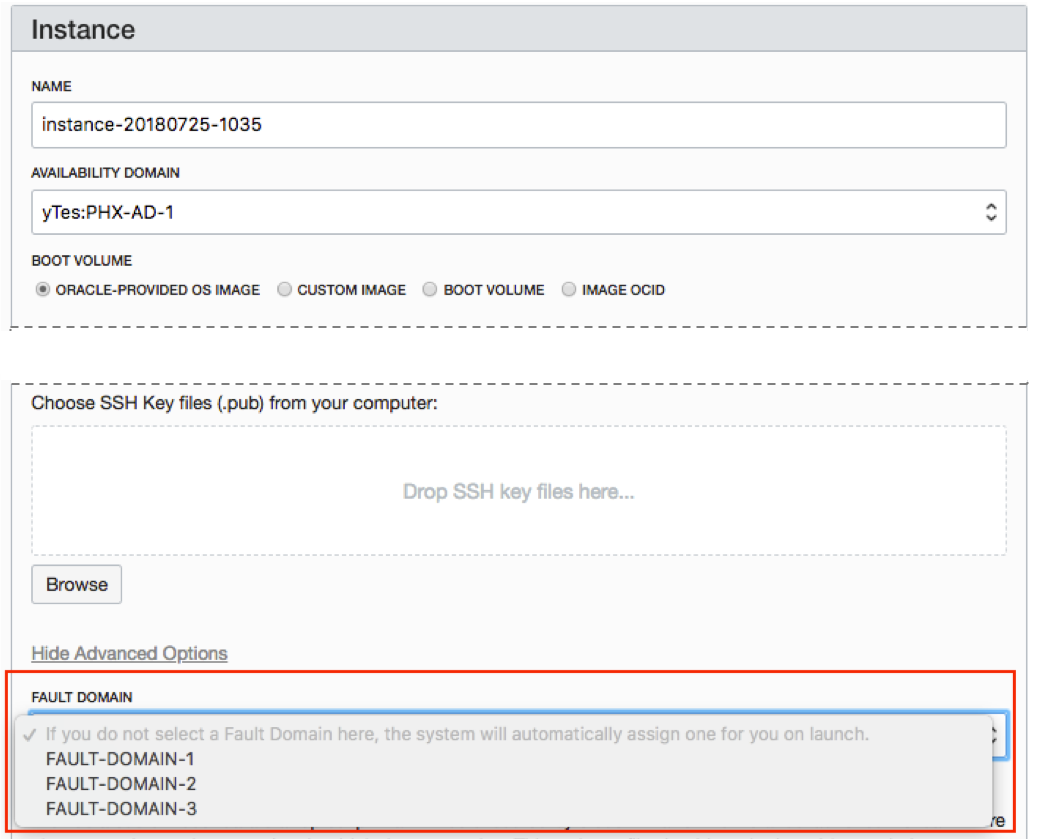 Instance
NAME
instance-20180725-1035
AVAILABILITY DOMAIN
yTes:PHX-AD-1
BOOT VOLUME
ORACLE-PROVIDED OS IMAGE CUSTOM IMAGE BOOT VOLUME IMAGE OCID
Choose SSH Key files (.pub) from your computer:
Drop SSH key files here...
Browse
Hide Advanced Options
FAULT DOMAIN
✓ If you do not select a Fault Domain here, the system will automatically assign one for you on launch.
FAULT-DOMAIN-1
FAULT-DOMAIN-2
FAULT-DOMAIN-3